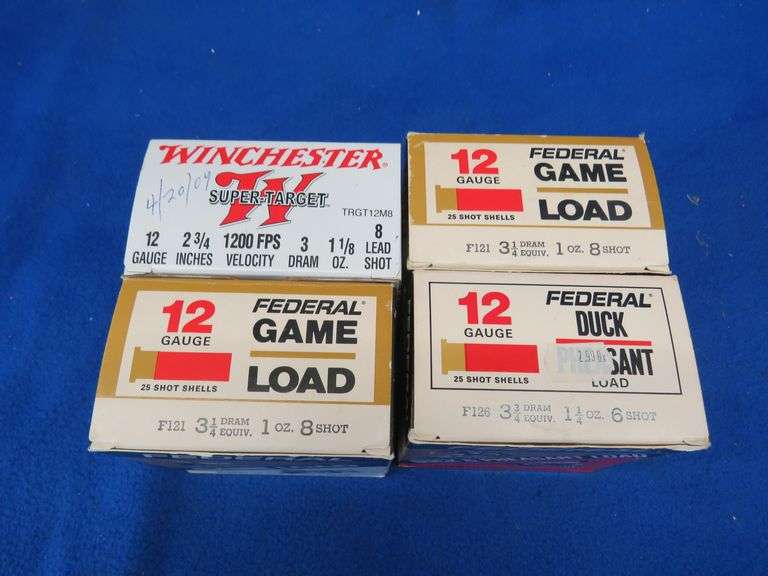 WINCHESTER®
4/20/04
SUPER-TARGET
TRGT12M8
12 2 3/4 1200 FPS 3 1 1/8 8 LEAD
GAUGE INCHES VELOCITY DRAM OZ. SHOT
12 GAUGE
25 SHOT SHELLS
FEDERAL®
GAME
LOAD
F121 3 1/4 DRAM EQUIV. 1 OZ. 8 SHOT
12 GAUGE
25 SHOT SHELLS
FEDERAL®
GAME
LOAD
F121 3 1/4 DRAM EQUIV. 1 OZ. 8 SHOT
12 GAUGE
25 SHOT SHELLS
FEDERAL®
DUCK
LOAD
F126 3 3/4 DRAM EQUIV. 1 1/4 OZ. 6 SHOT
LOAD